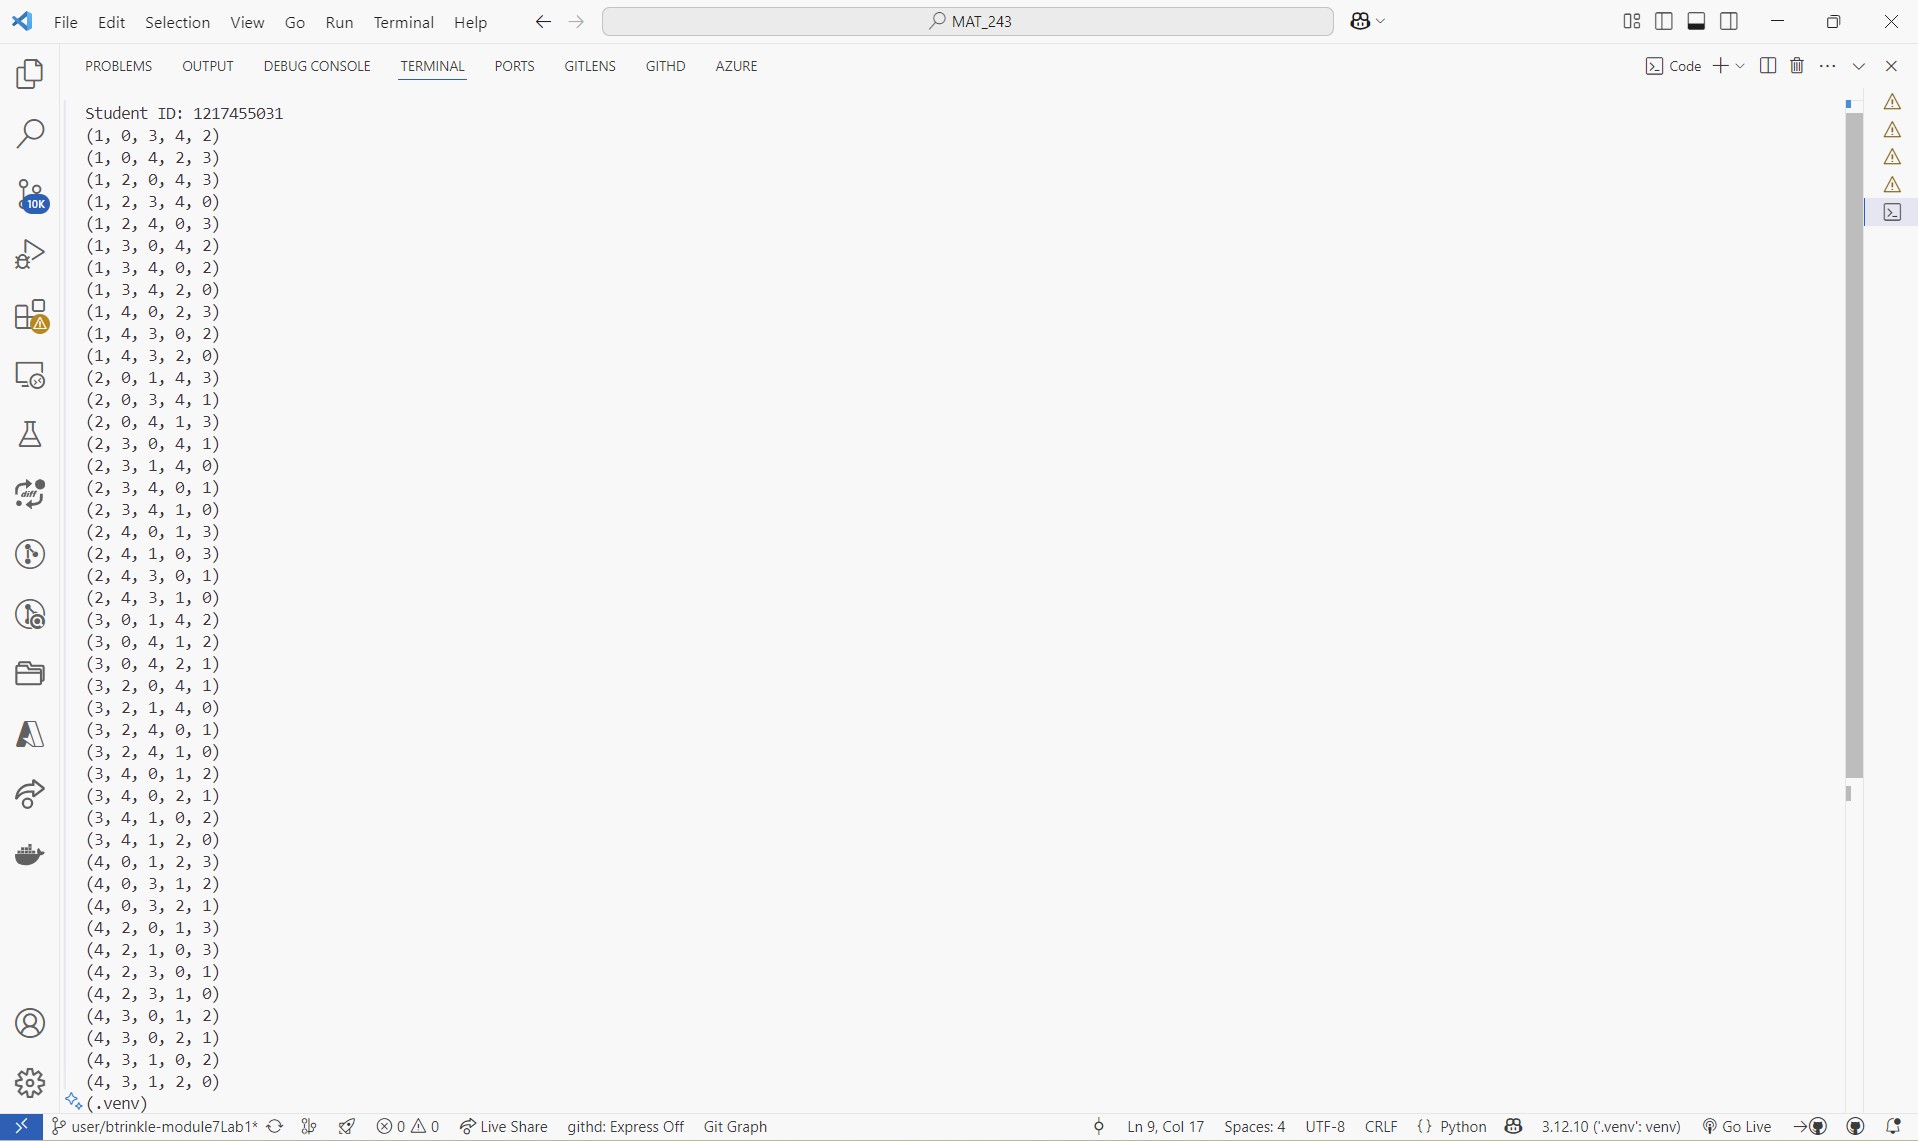 File Edit Selection View Go Run Terminal Help MAT_243
PROBLEMS OUTPUT DEBUG CONSOLE TERMINAL PORTS GITLENS GITHD AZURE Code
10K
diff
Student ID: 1217455031
(1, 0, 3, 4, 2)
(1, 0, 4, 2, 3)
(1, 2, 0, 4, 3)
(1, 2, 3, 4, 0)
(1, 2, 4, 0, 3)
(1, 3, 0, 4, 2)
(1, 3, 4, 0, 2)
(1, 3, 4, 2, 0)
(1, 4, 0, 2, 3)
(1, 4, 3, 0, 2)
(1, 4, 3, 2, 0)
(2, 0, 1, 4, 3)
(2, 0, 3, 4, 1)
(2, 0, 4, 1, 3)
(2, 3, 0, 4, 1)
(2, 3, 1, 4, 0)
(2, 3, 4, 0, 1)
(2, 3, 4, 1, 0)
(2, 4, 0, 1, 3)
(2, 4, 1, 0, 3)
(2, 4, 3, 0, 1)
(2, 4, 3, 1, 0)
(3, 0, 1, 4, 2)
(3, 0, 4, 1, 2)
(3, 0, 4, 2, 1)
(3, 2, 0, 4, 1)
(3, 2, 1, 4, 0)
(3, 2, 4, 0, 1)
(3, 2, 4, 1, 0)
(3, 4, 0, 1, 2)
(3, 4, 0, 2, 1)
(3, 4, 1, 0, 2)
(3, 4, 1, 2, 0)
(4, 0, 1, 2, 3)
(4, 0, 3, 1, 2)
(4, 0, 3, 2, 1)
(4, 2, 0, 1, 3)
(4, 2, 1, 0, 3)
(4, 2, 3, 0, 1)
(4, 2, 3, 1, 0)
(4, 3, 0, 1, 2)
(4, 3, 0, 2, 1)
(4, 3, 1, 0, 2)
(4, 3, 1, 2, 0)
(.venv)
user/btrinkle-module7Lab1* 0 0 Live Share githd: Express Off Git Graph Ln 9, Col 17 Spaces: 4 UTF-8 CRLF {} Python 3.12.10 ('.venv': venv) Go Live